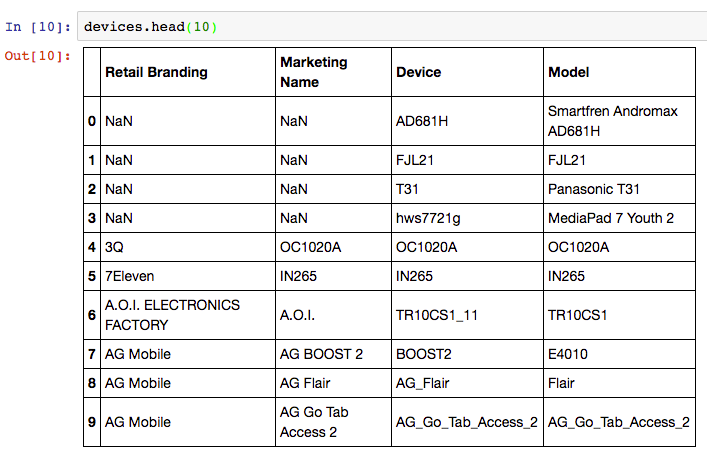 In [10]: devices.head(10)
Out[10]:
Retail Branding Marketing Name Device Model
0 NaN NaN AD681H Smartfren Andromax AD681H
1 NaN NaN FJL21 FJL21
2 NaN NaN T31 Panasonic T31
3 NaN NaN hws7721g MediaPad 7 Youth 2
4 3Q OC1020A OC1020A OC1020A
5 7Eleven IN265 IN265 IN265
6 A.O.I. ELECTRONICS FACTORY A.O.I. TR10CS1_11 TR10CS1
7 AG Mobile AG BOOST 2 BOOST2 E4010
8 AG Mobile AG Flair AG_Flair Flair
9 AG Mobile AG Go Tab Access 2 AG_Go_Tab_Access_2 AG_Go_Tab_Access_2